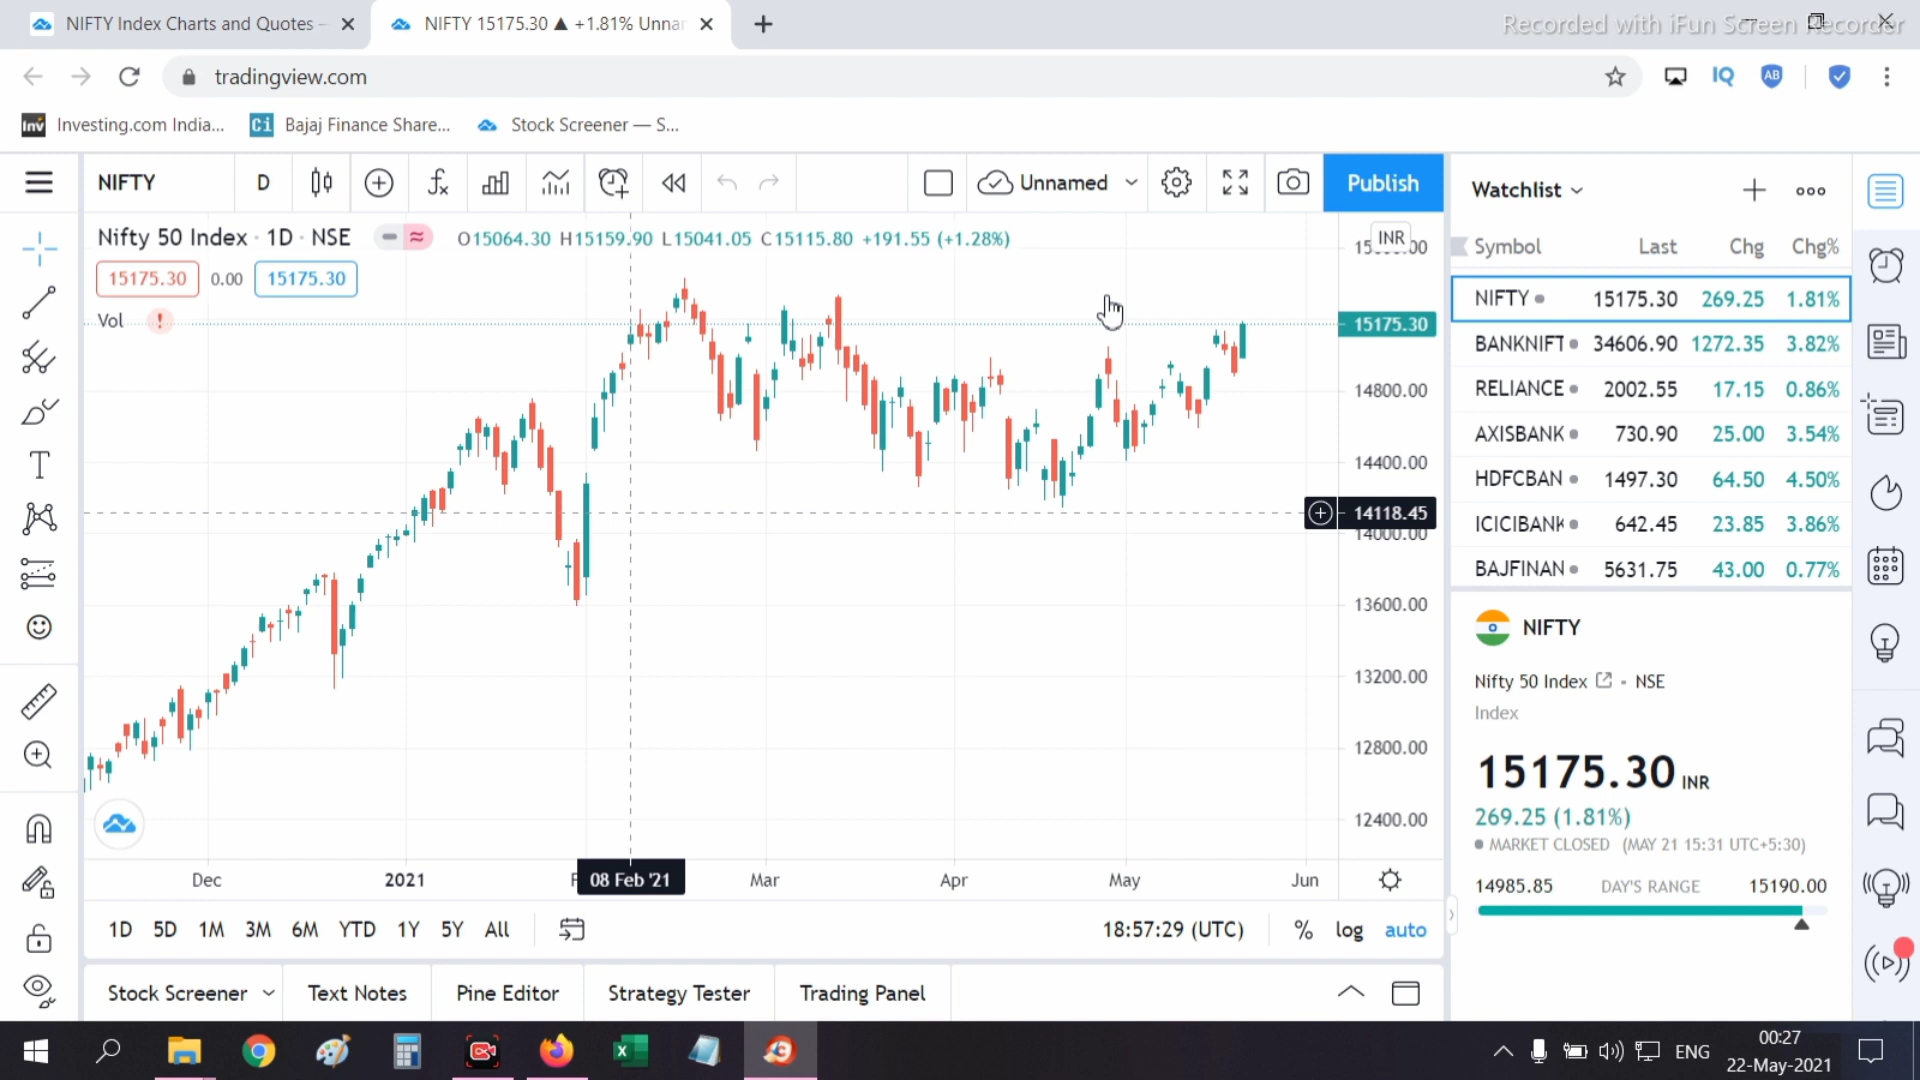 NIFTY Index Charts and Quotes –
NIFTY 15175.30 ▲ +1.81% Unnar
Recorded with iFun Screen Recorder
tradingview.com
IQ
AB
Inv Investing.com India...
Ci Bajaj Finance Share...
Stock Screener — S...
NIFTY
D
Unnamed
Publish
Nifty 50 Index · 1D · NSE
O15064.30 H15159.90 L15041.05 C15115.80 +191.55 (+1.28%)
15175.30 0.00 15175.30
Vol !
INR
15175.30
14800.00
14400.00
14118.45
14000.00
13600.00
13200.00
12800.00
12400.00
Dec 2021 F 08 Feb '21 Mar Apr May Jun
1D 5D 1M 3M 6M YTD 1Y 5Y All
18:57:29 (UTC) % log auto
Stock Screener Text Notes Pine Editor Strategy Tester Trading Panel
Watchlist
Symbol Last Chg Chg%
NIFTY 15175.30 269.25 1.81%
BANKNIFT 34606.90 1272.35 3.82%
RELIANCE 2002.55 17.15 0.86%
AXISBANK 730.90 25.00 3.54%
HDFCBAN 1497.30 64.50 4.50%
ICICIBANK 642.45 23.85 3.86%
BAJFINAN 5631.75 43.00 0.77%
NIFTY
Nifty 50 Index · NSE
Index
15175.30 INR
269.25 (1.81%)
MARKET CLOSED (MAY 21 15:31 UTC+5:30)
14985.85 DAY'S RANGE 15190.00
ENG
00:27
22-May-2021